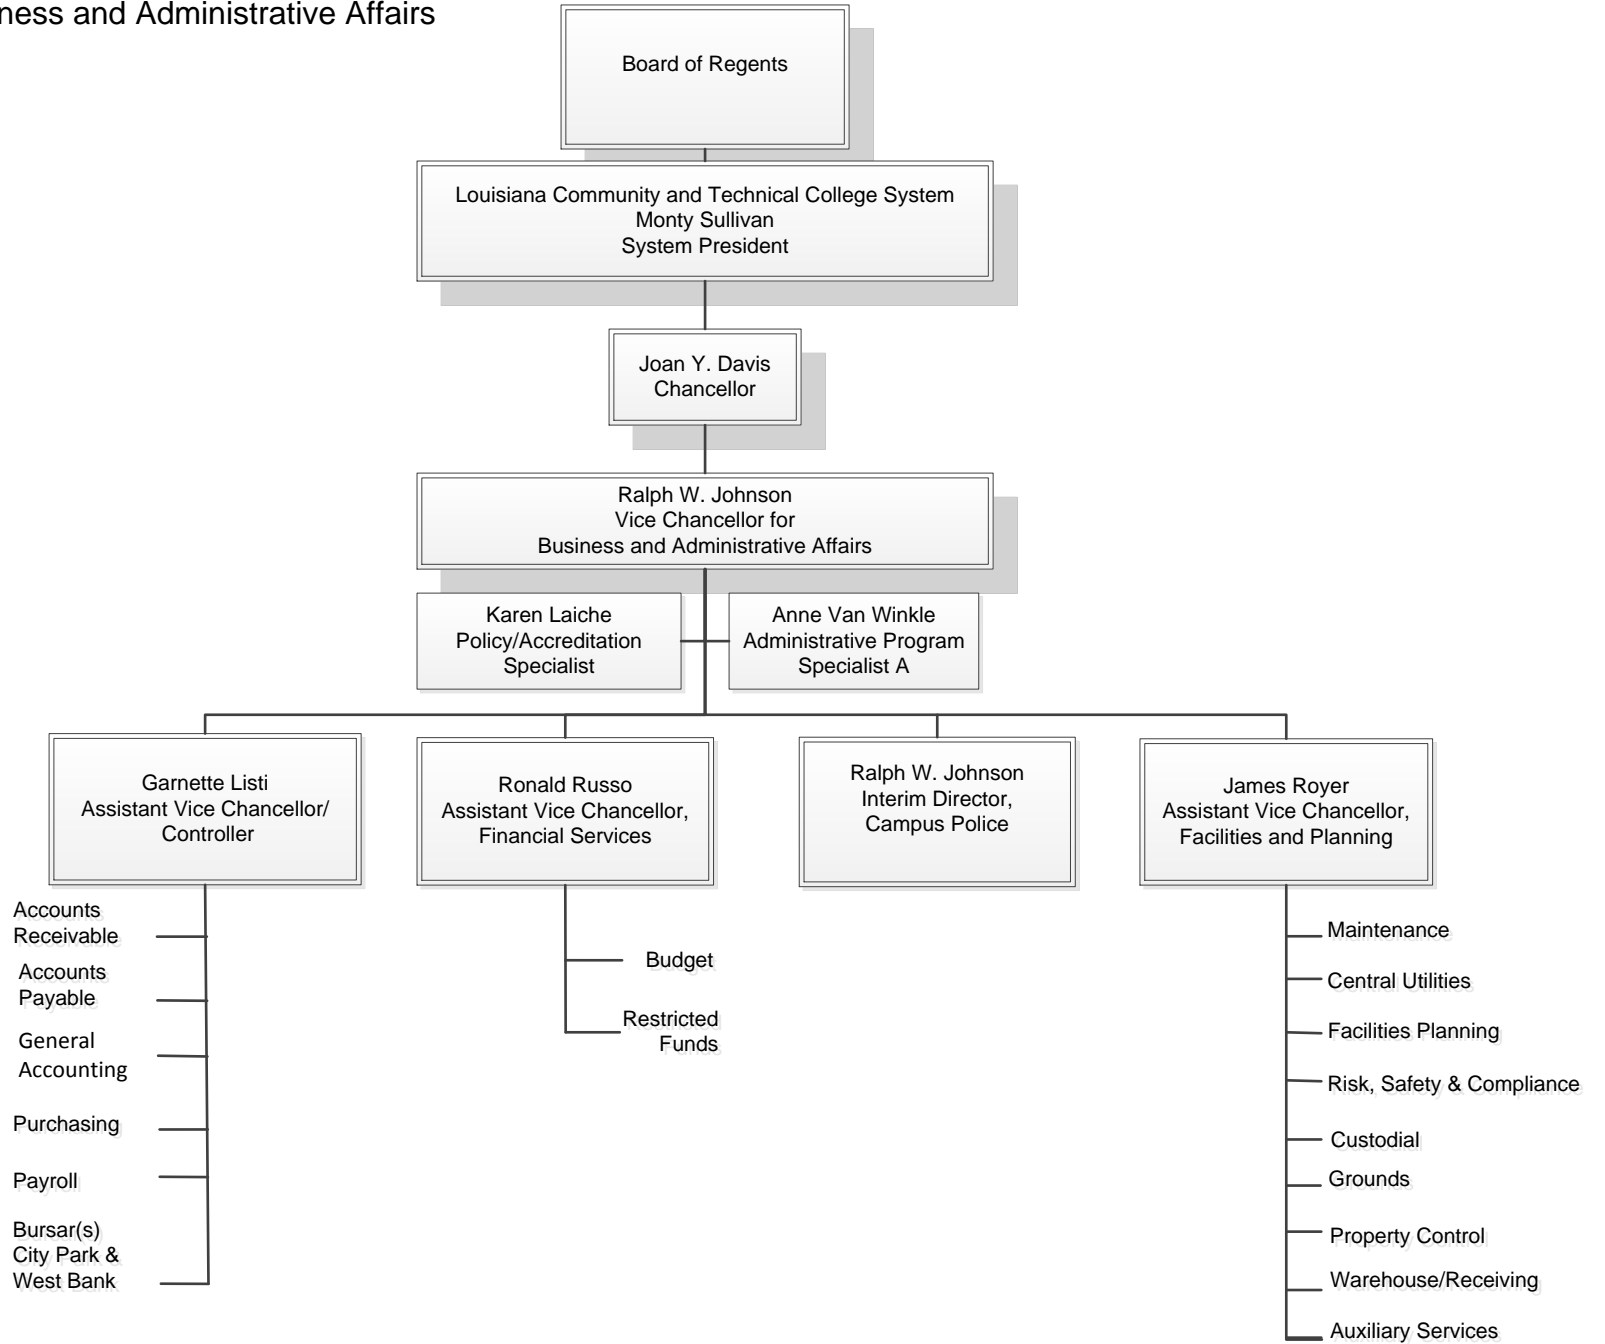 ness and Administrative Affairs
Board of Regents
Louisiana Community and Technical College System
Monty Sullivan
System President
Joan Y. Davis
Chancellor
Ralph W. Johnson
Vice Chancellor for
Business and Administrative Affairs
Karen Laiche
Policy/Accreditation
Specialist
Anne Van Winkle
Administrative Program
Specialist A
Garnette Listi
Assistant Vice Chancellor/
Controller
Ronald Russo
Assistant Vice Chancellor,
Financial Services
Ralph W. Johnson
Interim Director,
Campus Police
James Royer
Assistant Vice Chancellor,
Facilities and Planning
Accounts
Receivable
Accounts
Payable
General
Accounting
Purchasing
Payroll
Bursar(s)
City Park &
West Bank
Budget
Restricted
Funds
Maintenance
Central Utilities
Facilities Planning
Risk, Safety & Compliance
Custodial
Grounds
Property Control
Warehouse/Receiving
Auxiliary Services